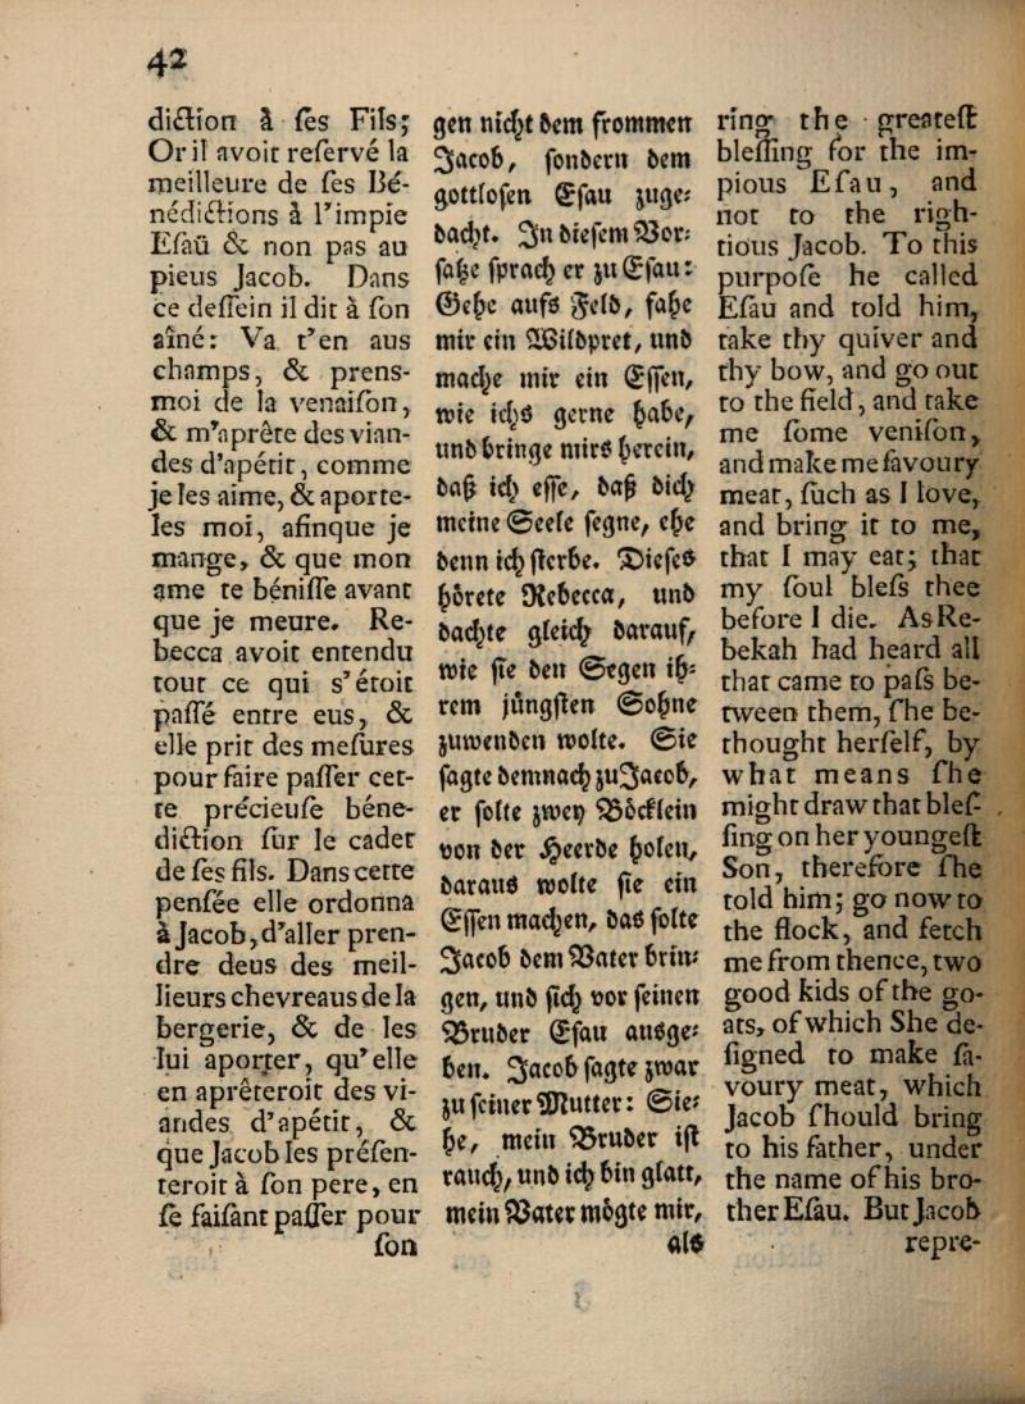 42
diction à ſes Fils;
Or il avoit reſervé la
meilleure de ſes Bé-
nédictions à l'impie
Eſaü & non pas au
pieus Jacob. Dans
ce deſſein il dit à ſon
aîné: Va t'en aus
champs, & prens-
moi de la venaiſon,
& m'aprête des vian-
des d'apétit, comme
je les aime, & aporte-
les moi, afinque je
mange, & que mon
ame te béniſſe avant
que je meure. Re-
becca avoit entendu
tout ce qui s'étoit
paſſé entre eus, &
elle prit des meſures
pour faire paſſer cet-
te précieuſe béne-
diction ſur le cadet
de ſes fils. Dans cette
penſée elle ordonna
à Jacob, d'aller pren-
dre deus des meil-
lieurs chevreaus de la
bergerie, & de les
lui aporter, qu'elle
en aprêteroit des vi-
andes d'apétit, &
que Jacob les préſen-
teroit à ſon pere, en
ſe faiſant paſſer pour
ſon
gen nicht dem frommen
Jacob, ſondern dem
gottloſen Eſau zuge-
dacht. In dieſem Vor-
ſatze ſprach er zu Eſau:
Gehe aufs Feld, fahe
mir ein Wildpret, und
mache mir ein Eſſen,
wie ichs gerne habe,
und bringe mirs herein,
daß ich eſſe, daß dich
meine Seele ſegne, ehe
denn ich ſterbe. Dieſes
hörete Rebecca, und
dachte gleich darauf,
wie ſie den Segen ih-
rem jüngſten Sohne
zuwenden wolte. Sie
ſagte demnach zu Jacob,
er ſolte zwey Böcklein
von der Heerde holen,
daraus wolte ſie ein
Eſſen machen, das ſolte
Jacob dem Vater brin-
gen, und ſich vor ſeinen
Bruder Eſau ausge-
ben. Jacob ſagte zwar
zu ſeiner Mutter: Sie-
he, mein Bruder iſt
rauch, und ich bin glatt,
mein Vater mögte mir,
als
ring the greateſt
bleſſing for the im-
pious Eſau, and
not to the righ-
tious Jacob. To this
purpoſe he called
Eſau and told him,
take thy quiver and
thy bow, and go out
to the field, and take
me ſome veniſon,
and make me ſavoury
meat, ſuch as I love,
and bring it to me,
that I may eat; that
my ſoul bleſs thee
before I die. As Re-
bekah had heard all
that came to paſs be-
tween them, ſhe be-
thought herſelf, by
what means ſhe
might draw that bleſ-
ſing on her youngeſt
Son, therefore ſhe
told him; go now to
the flock, and fetch
me from thence, two
good kids of the go-
ats, of which She de-
ſigned to make ſa-
voury meat, which
Jacob ſhould bring
to his father, under
the name of his bro-
ther Eſau. But Jacob
repre-